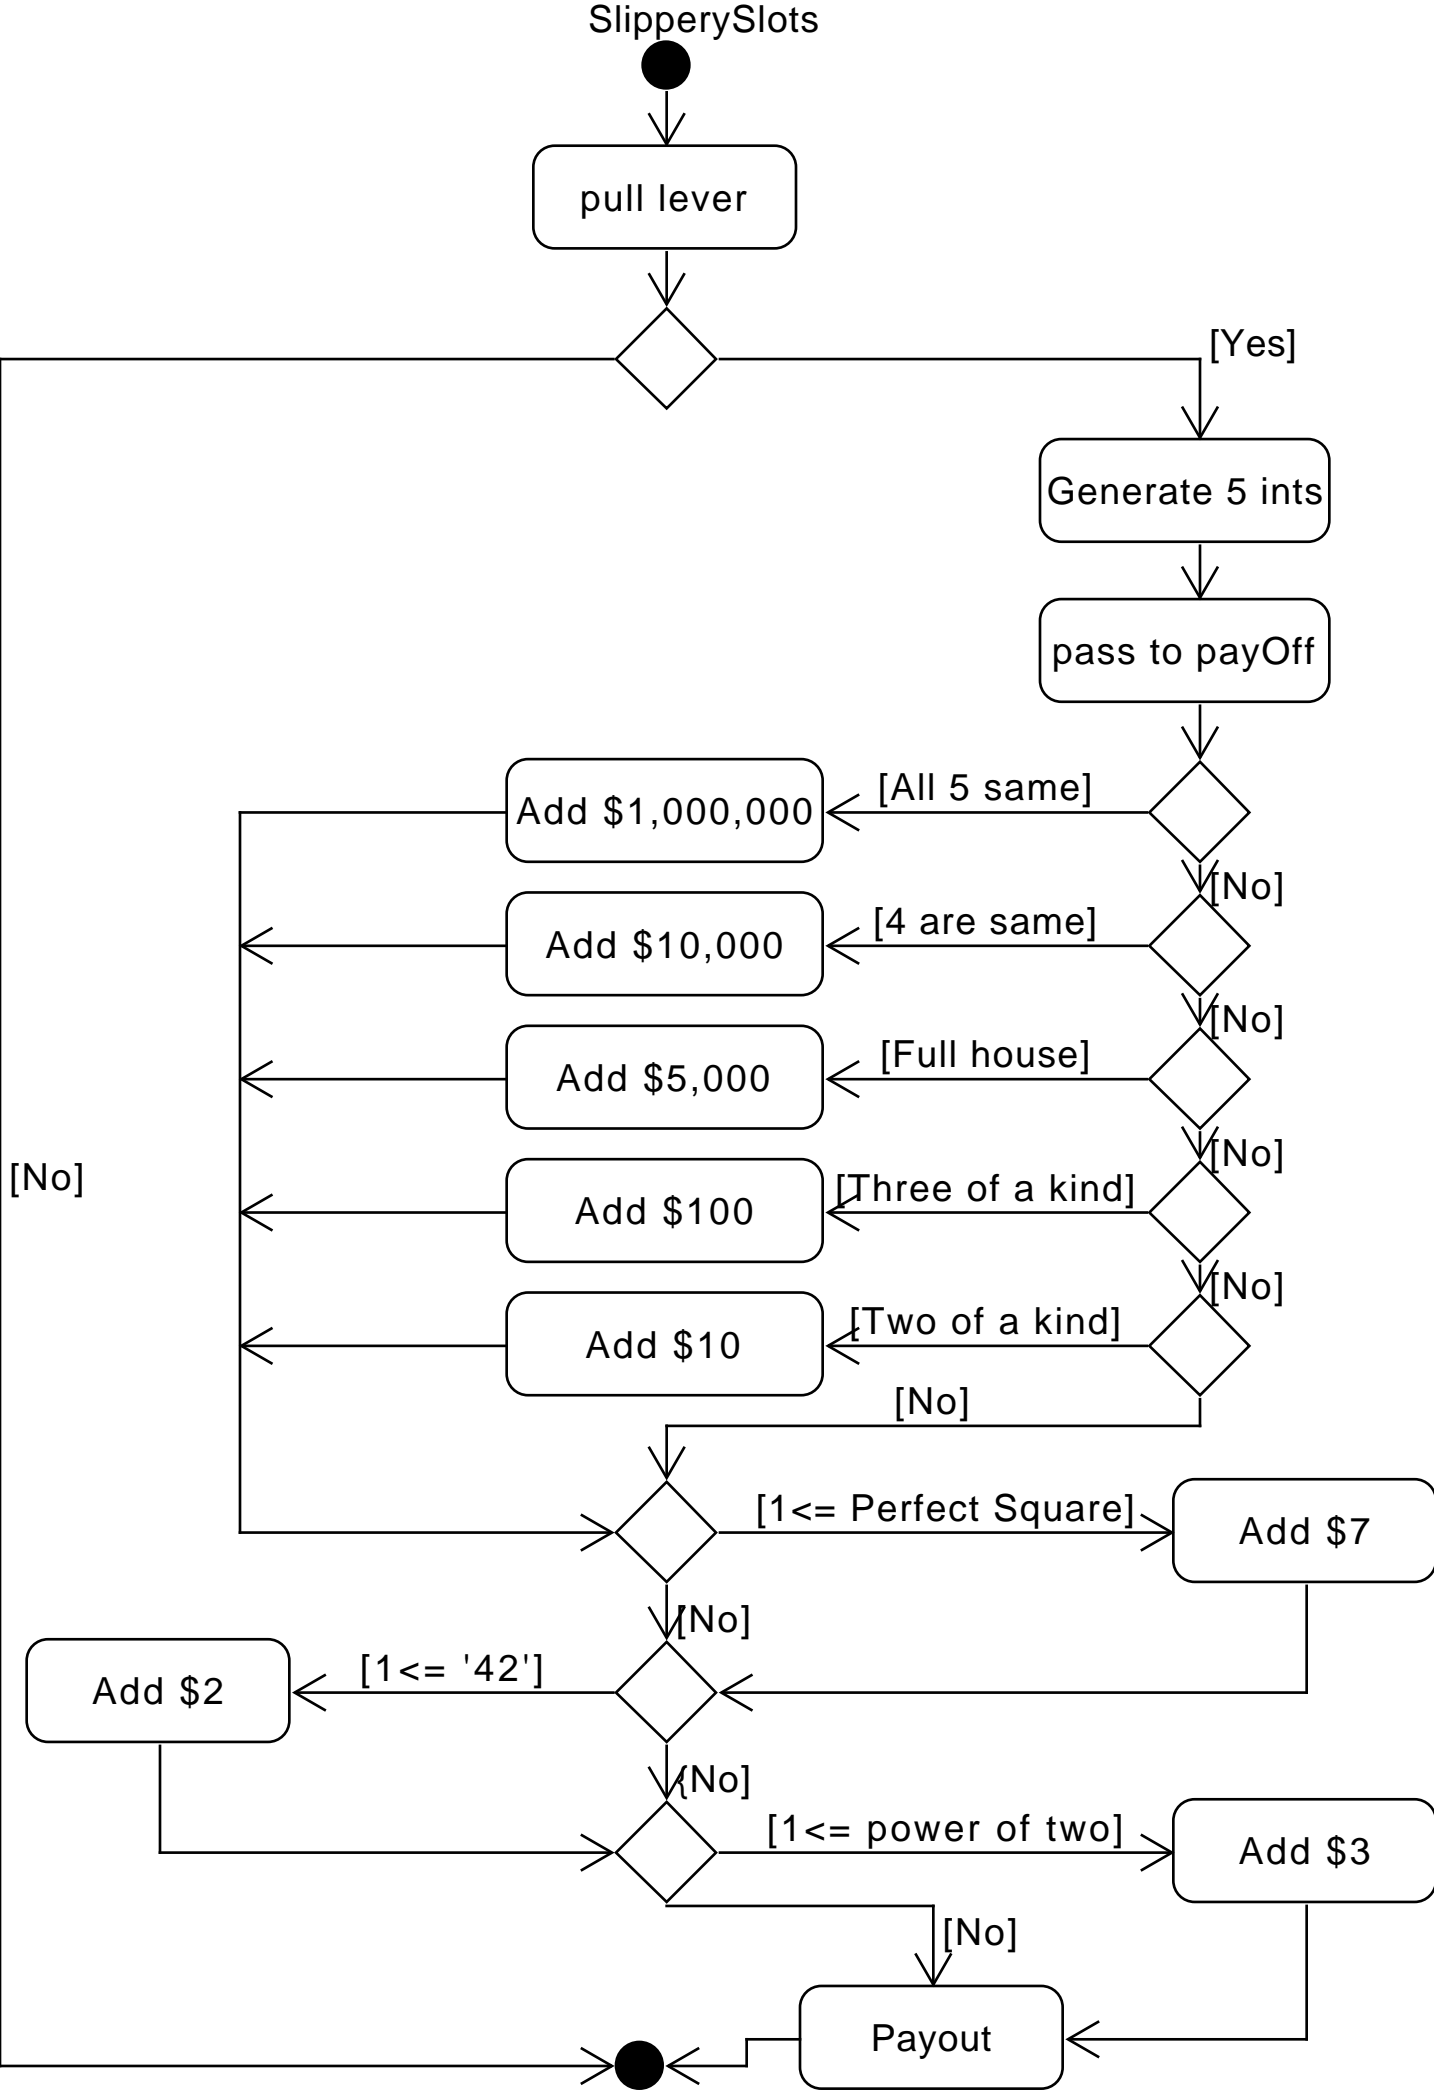 SlipperySlots
pull lever
[Yes]
Generate 5 ints
pass to payOff
[All 5 same]
Add $1,000,000
[No]
[4 are same]
Add $10,000
[No]
[Full house]
Add $5,000
[No]
[No]
[Three of a kind]
Add $100
[No]
[Two of a kind]
Add $10
[No]
[1<= Perfect Square]
Add $7
[No]
[1<= '42']
Add $2
{No]
[1<= power of two]
Add $3
[No]
Payout